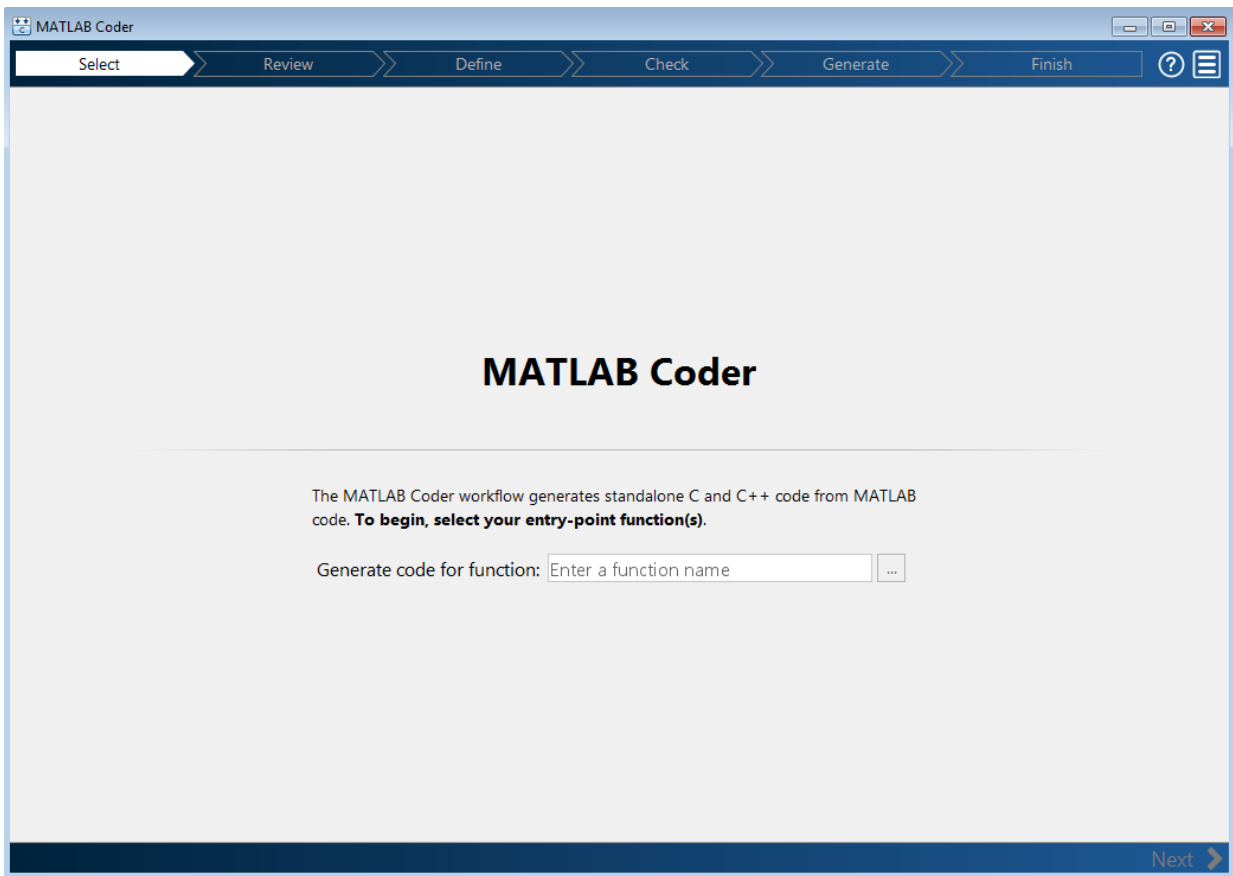 MATLAB Coder
Select Review Define Check Generate Finish ?
MATLAB Coder
The MATLAB Coder workflow generates standalone C and C++ code from MATLAB
code. To begin, select your entry-point function(s).
Generate code for function: Enter a function name ...
Next